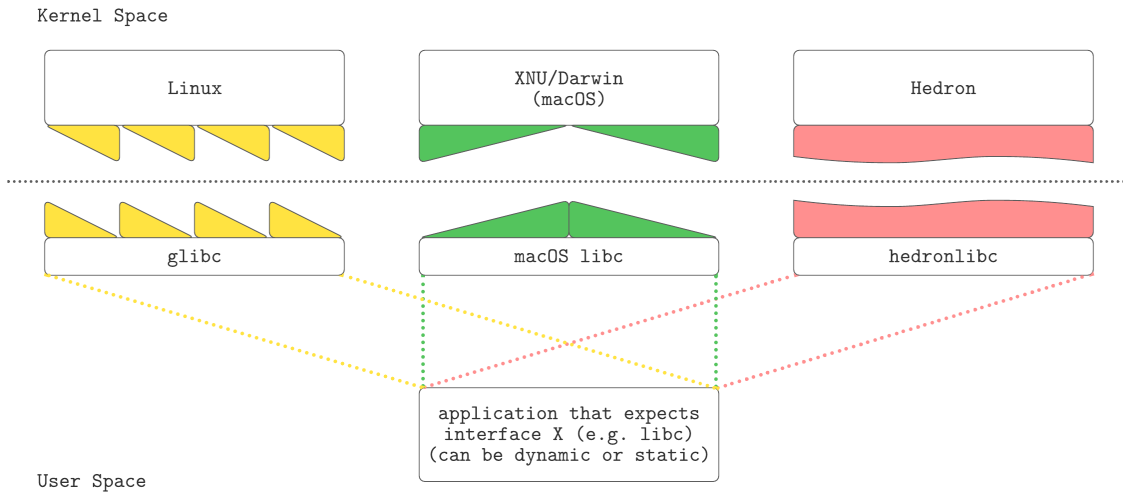 Kernel Space
Linux
XNU/Darwin
(macOS)
Hedron
glibc
macOS libc
hedronlibc
application that expects
interface X (e.g. libc)
(can be dynamic or static)
User Space